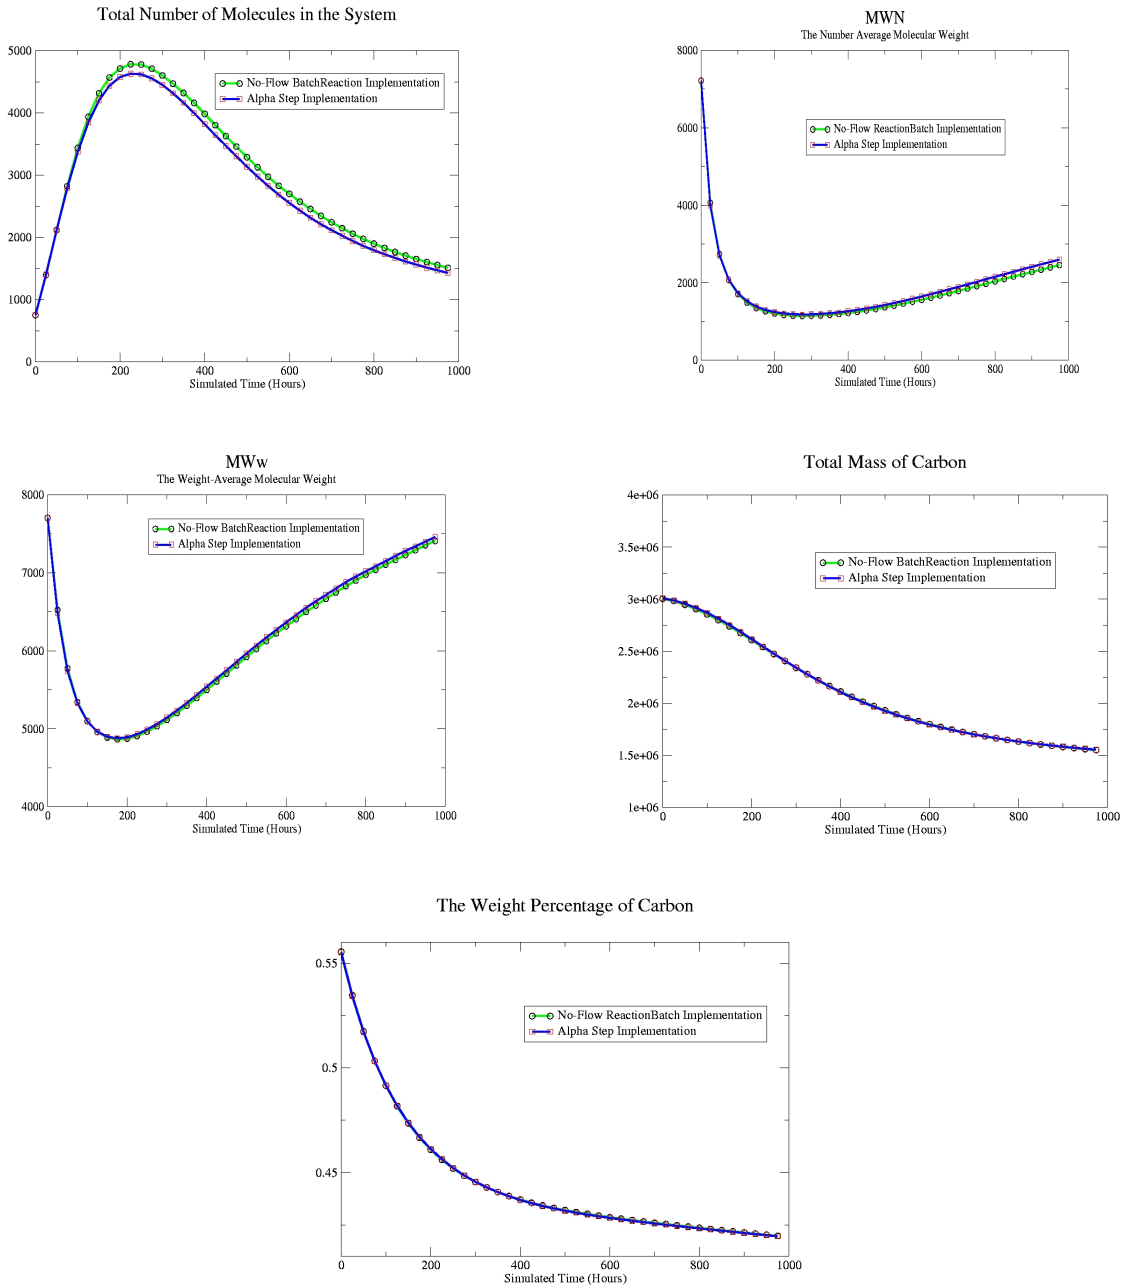 Total Number of Molecules in the System
5000
4000
3000
2000
1000
0
No-Flow BatchReaction Implementation
Alpha Step Implementation
0 200 400 600 800 1000
Simulated Time (Hours)
MWN
The Number Average Molecular Weight
8000
6000
4000
2000
0
No-Flow ReactionBatch Implementation
Alpha Step Implementation
0 200 400 600 800 1000
Simulated Time (Hours)
MWw
The Weight-Average Molecular Weight
8000
7000
6000
5000
4000
No-Flow BatchReaction Implementation
Alpha Step Implementation
0 200 400 600 800 1000
Simulated Time (Hours)
Total Mass of Carbon
4e+06
3.5e+06
3e+06
2.5e+06
2e+06
1.5e+06
1e+06
No-Flow BatchReaction Implementation
Alpha Step Implementation
0 200 400 600 800 1000
Simulated Time (Hours)
The Weight Percentage of Carbon
0.55
0.5
0.45
No-Flow ReactionBatch Implementation
Alpha Step Implementation
0 200 400 600 800 1000
Simulated Time (Hours)